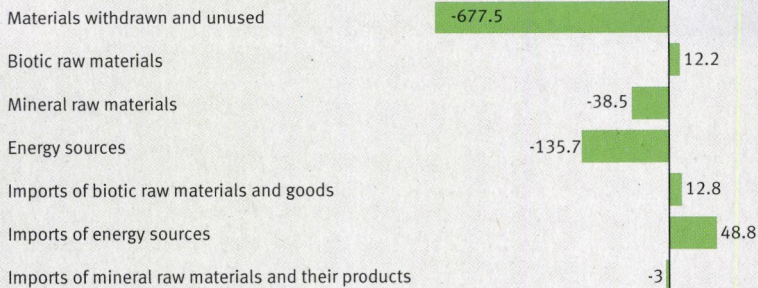 Materials withdrawn and unused -677.5
Biotic raw materials 12.2
Mineral raw materials -38.5
Energy sources -135.7
Imports of biotic raw materials and goods 12.8
Imports of energy sources 48.8
Imports of mineral raw materials and their products -3